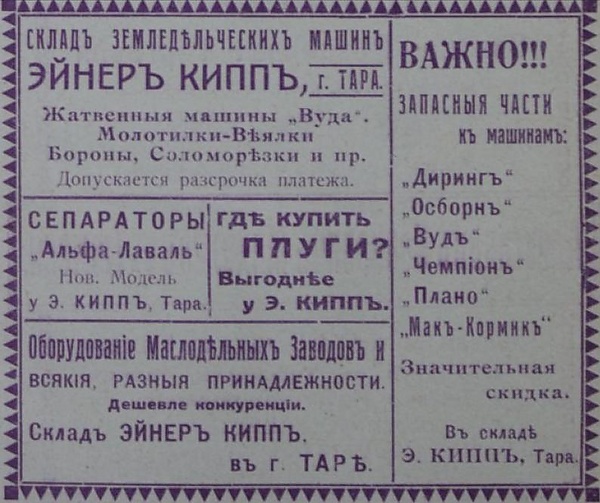 СКЛАДЪ ЗЕМЛЕДѢЛЬЧЕСКИХЪ МАШИНЪ
ЭЙНЕРЪ КИППЪ, г. ТАРА.
Жатвенныя машины „Вуда“.
Молотилки-Вѣялки
Бороны, Соломорѣзки и пр.
Допускается разсрочка платежа.
СЕПАРАТОРЫ
„Альфа-Лаваль“
Нов. Модель
у Э. КИППЪ, Тара.
ГДѢ КУПИТЬ
ПЛУГИ?
Выгоднѣе
у Э. КИППЪ.
Оборудованіе Маслодѣльныхъ Заводовъ и
ВСЯКІЯ, РАЗНЫЯ ПРИНАДЛЕЖНОСТИ.
Дешевле конкуренціи.
Складъ ЭЙНЕРЪ КИППЪ.
въ г. ТАРѢ.
ВАЖНО!!!
ЗАПАСНЫЯ ЧАСТИ
къ машинамъ:
„Дирингъ“
„Осборнъ“
„Вудъ“
„Чемпіонъ“
„Плано“
„Макъ-Кормикъ“
Значительная
скидка.
Въ складѣ
Э. КИППЪ, Тара.